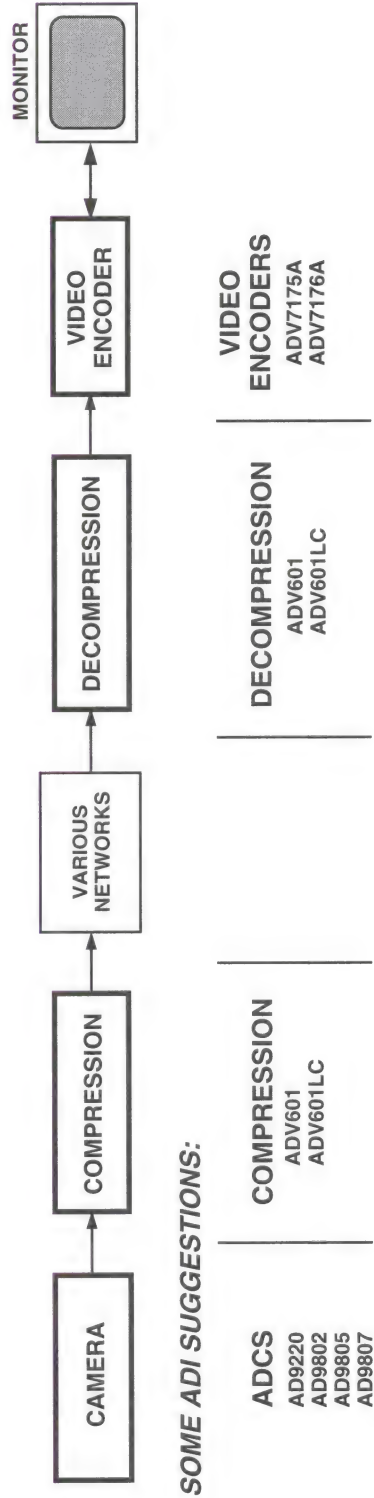 CAMERA
COMPRESSION
VARIOUS
NETWORKS
DECOMPRESSION
VIDEO
ENCODER
MONITOR
SOME ADI SUGGESTIONS:
ADCS
AD9220
AD9802
AD9805
AD9807
COMPRESSION
ADV601
ADV601LC
DECOMPRESSION
ADV601
ADV601LC
VIDEO
ENCODERS
ADV7175A
ADV7176A